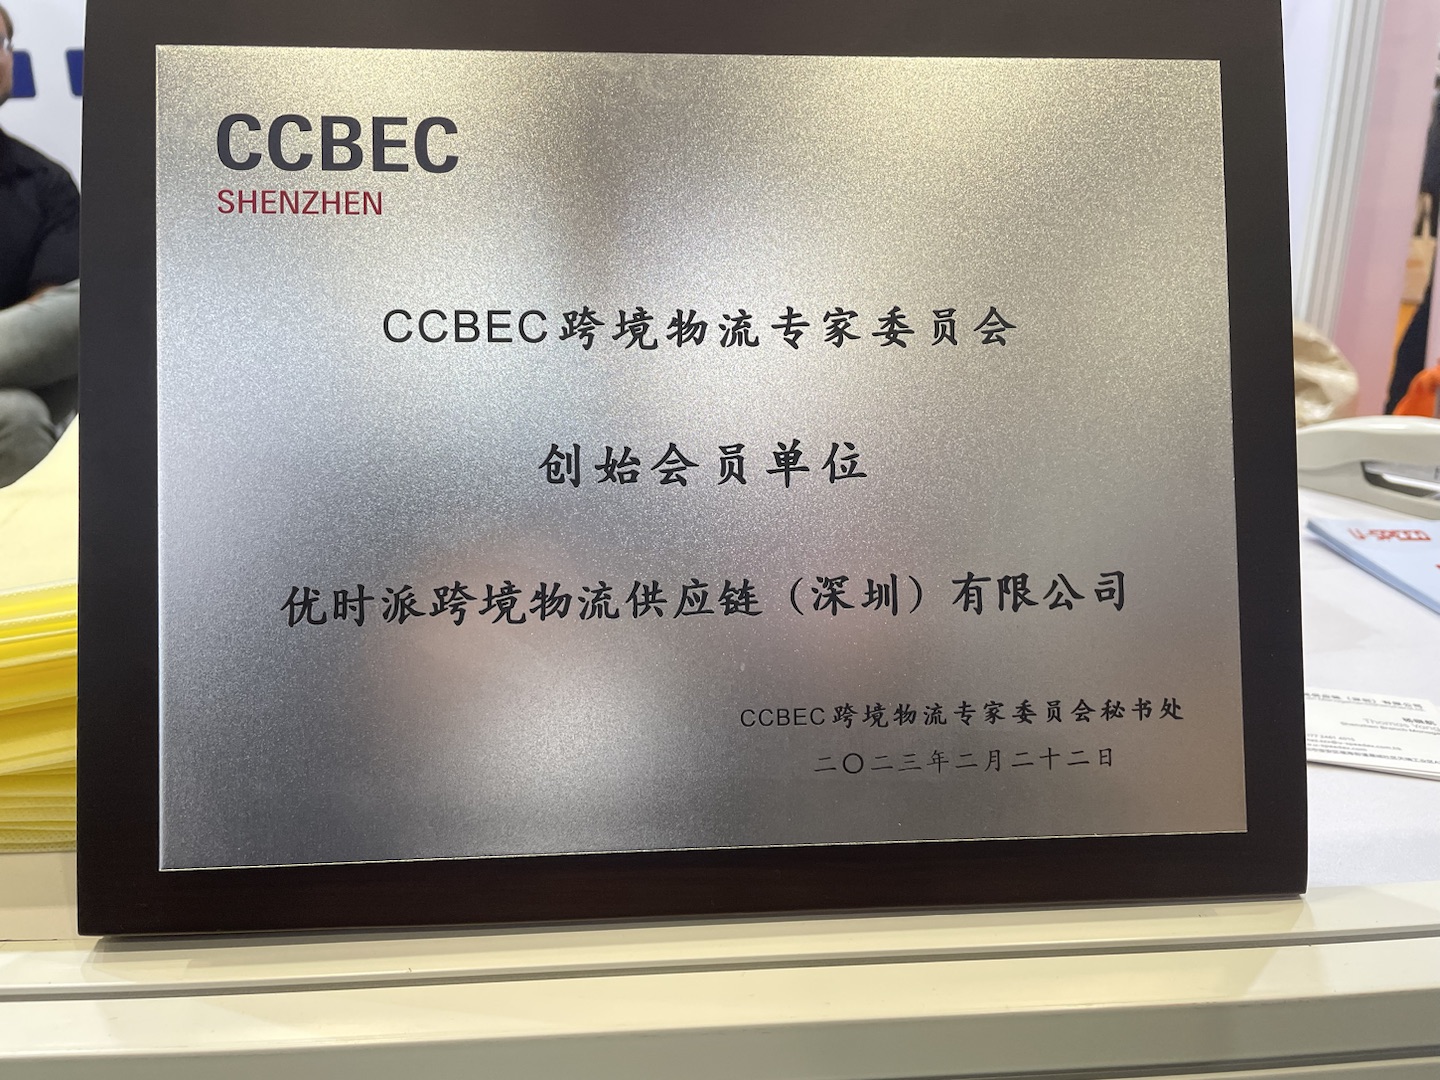 CCBEC
SHENZHEN
CCBEC跨境物流专家委员会
创始会员单位
优时派跨境物流供应链（深圳）有限公司
CCBEC跨境物流专家委员会秘书处
二〇二三年二月二十二日
U-SPEED